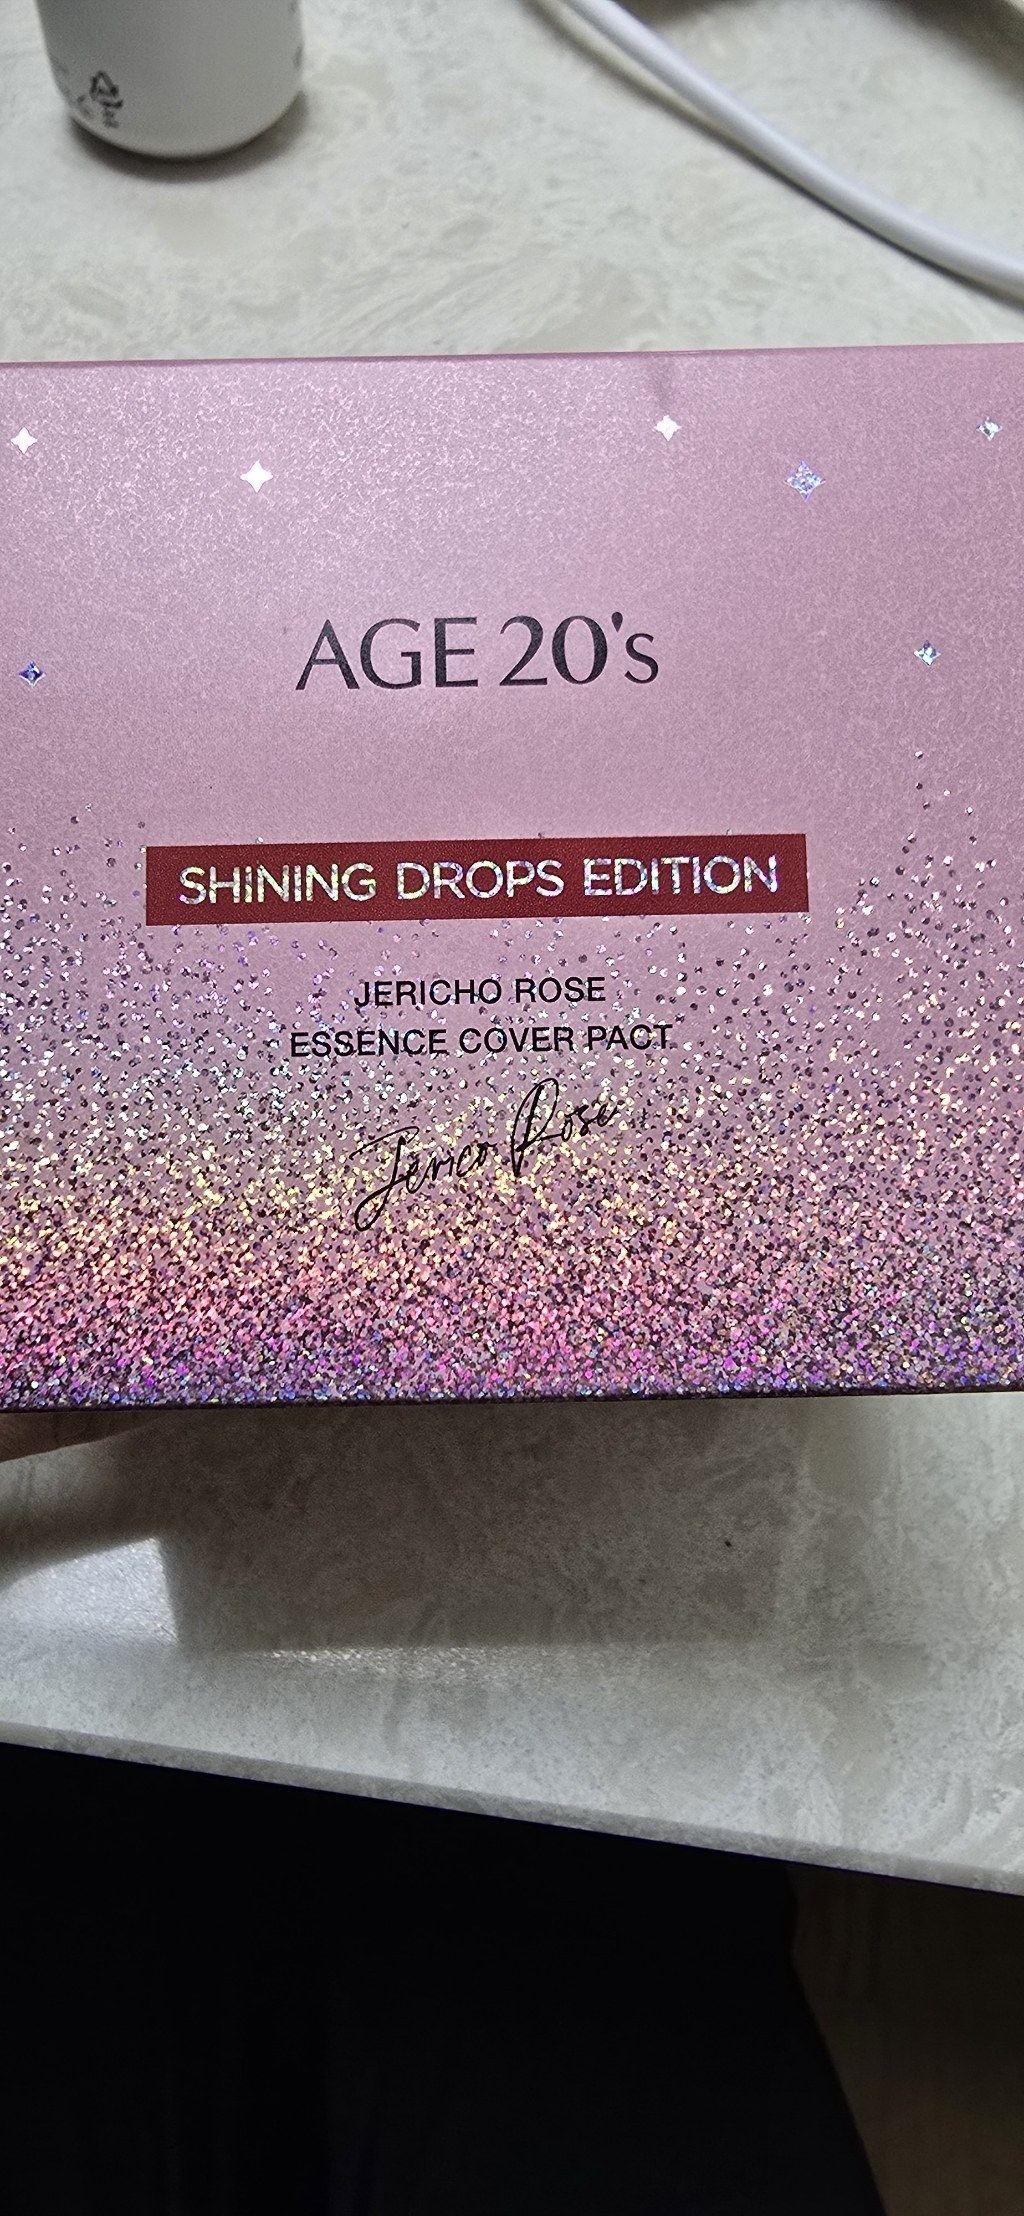 AGE 20's
SHINING DROPS EDITION
JERICHO ROSE
ESSENCE COVER PACT
Jerico Rose